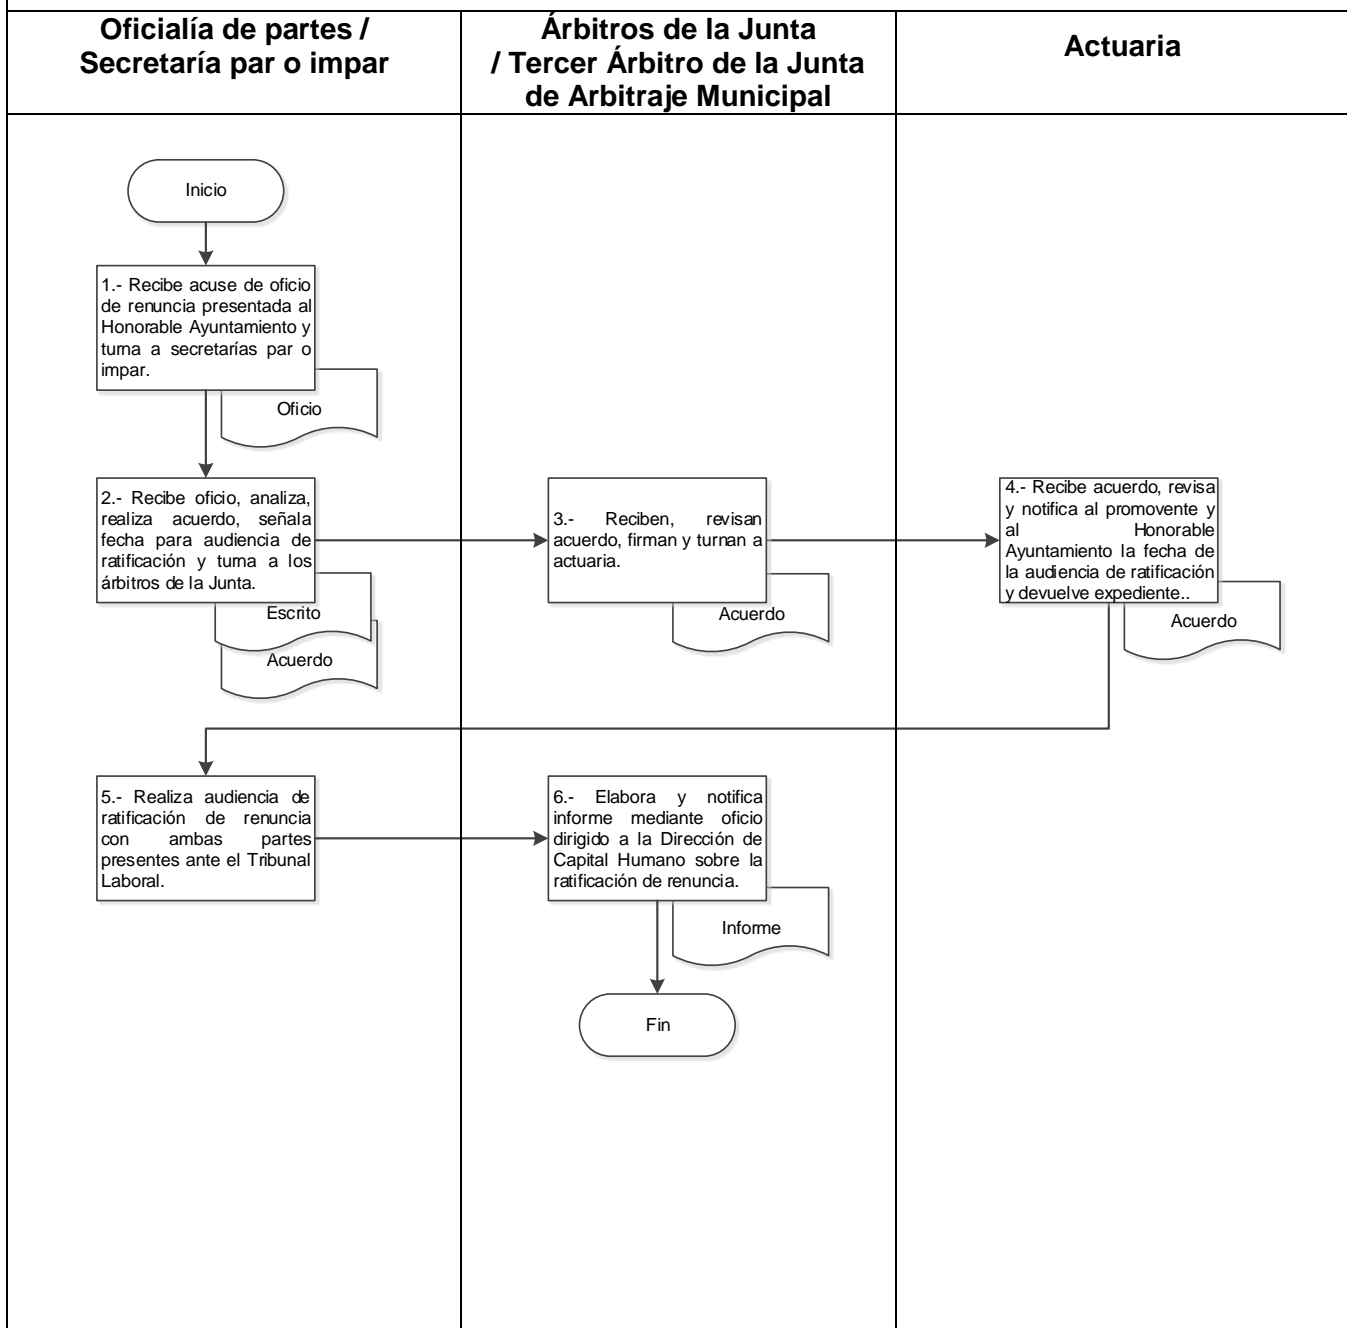 Oficialía de partes /
Secretaría par o impar
Árbitros de la Junta
/ Tercer Árbitro de la Junta
de Arbitraje Municipal
Actuaria
Inicio
1.- Recibe acuse de oficio
de renuncia presentada al
Honorable Ayuntamiento y
turna a secretarías par o
impar.
Oficio
2.- Recibe oficio, analiza,
realiza acuerdo, señala
fecha para audiencia de
ratificación y turna a los
árbitros de la Junta.
Escrito
Acuerdo
3.- Reciben, revisan
acuerdo, firman y turnan a
actuaria.
Acuerdo
4.- Recibe acuerdo, revisa
y notifica al promovente y
al Honorable
Ayuntamiento la fecha de
la audiencia de ratificación
y devuelve expediente..
Acuerdo
5.- Realiza audiencia de
ratificación de renuncia
con ambas partes
presentes ante el Tribunal
Laboral.
6.- Elabora y notifica
informe mediante oficio
dirigido a la Dirección de
Capital Humano sobre la
ratificación de renuncia.
Informe
Fin